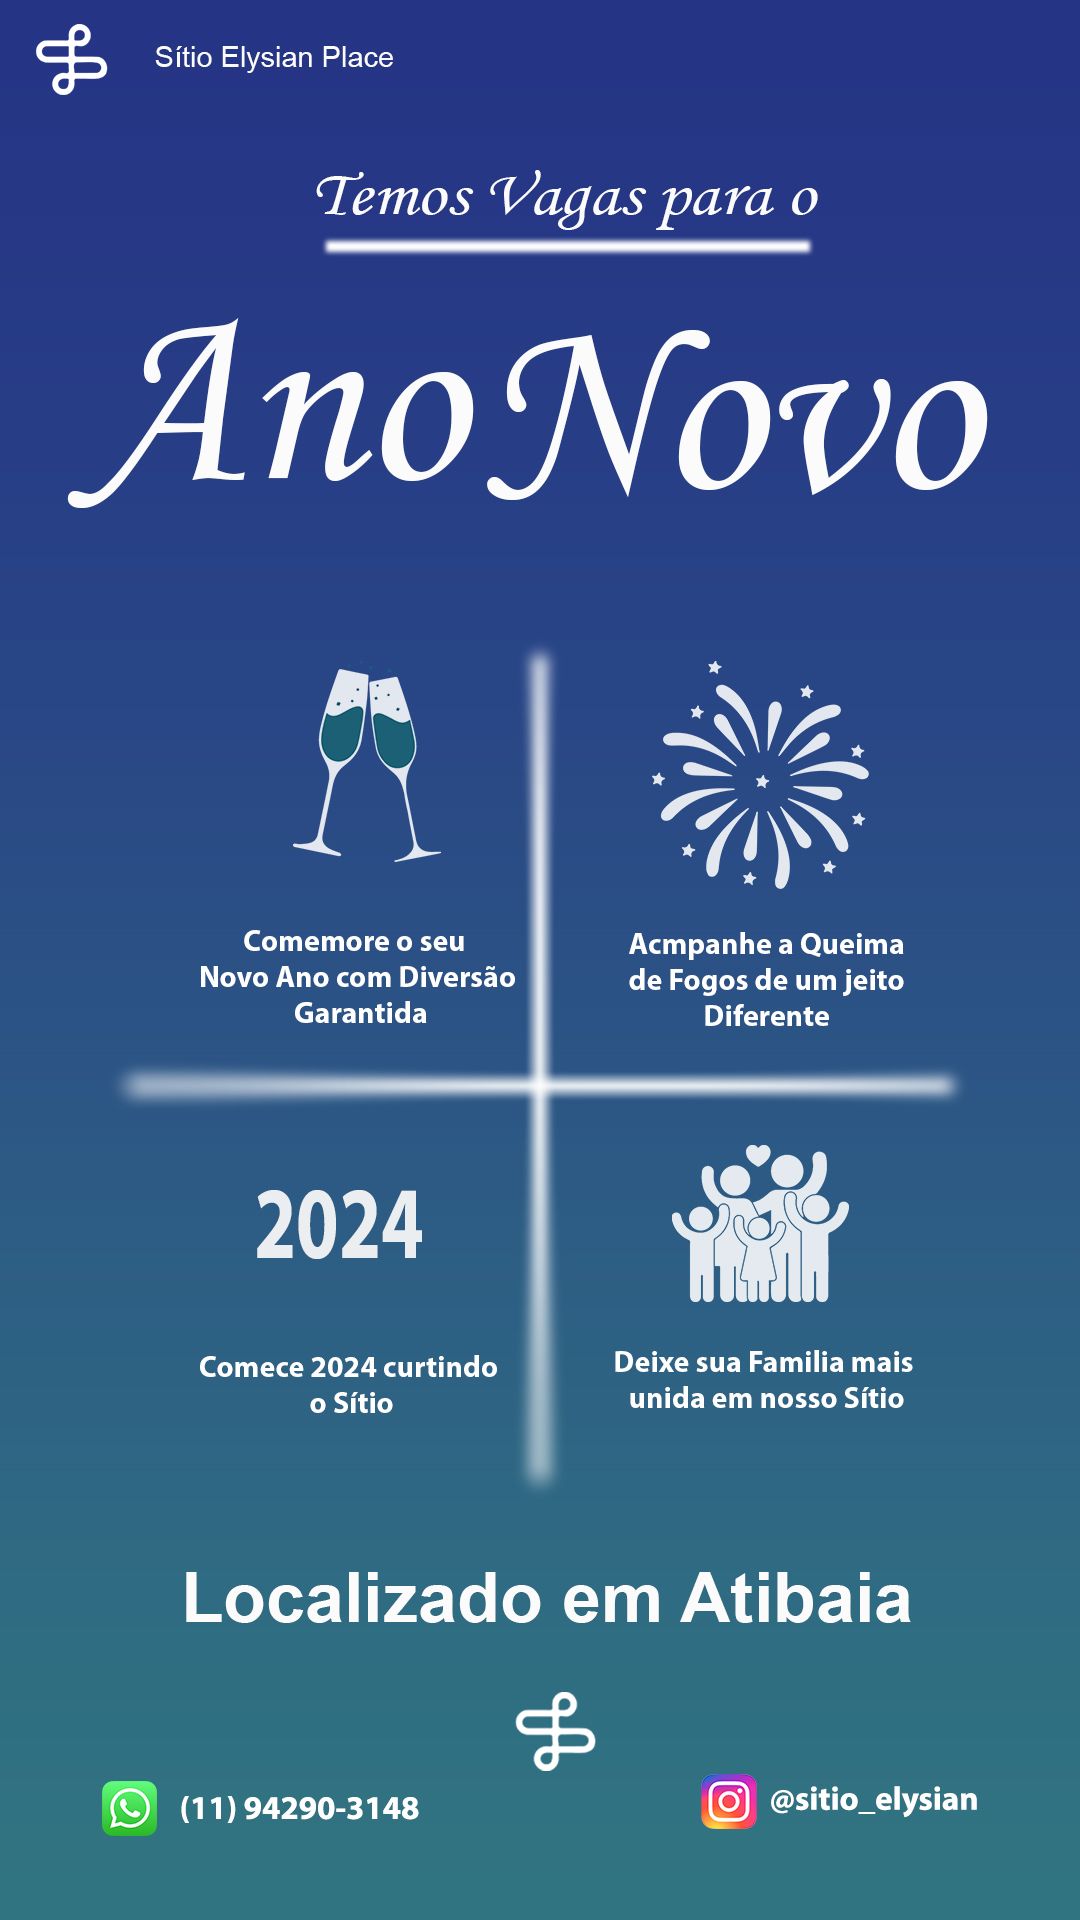 Sítio Elysian Place
Temos Vagas para o
Ano Novo
Comemore o seu
Novo Ano com Diversão
Garantida
Acmpanhe a Queima
de Fogos de um jeito
Diferente
2024
Comece 2024 curtindo
o Sítio
Deixe sua Familia mais
unida em nosso Sítio
Localizado em Atibaia
(11) 94290-3148
@sitio_elysian